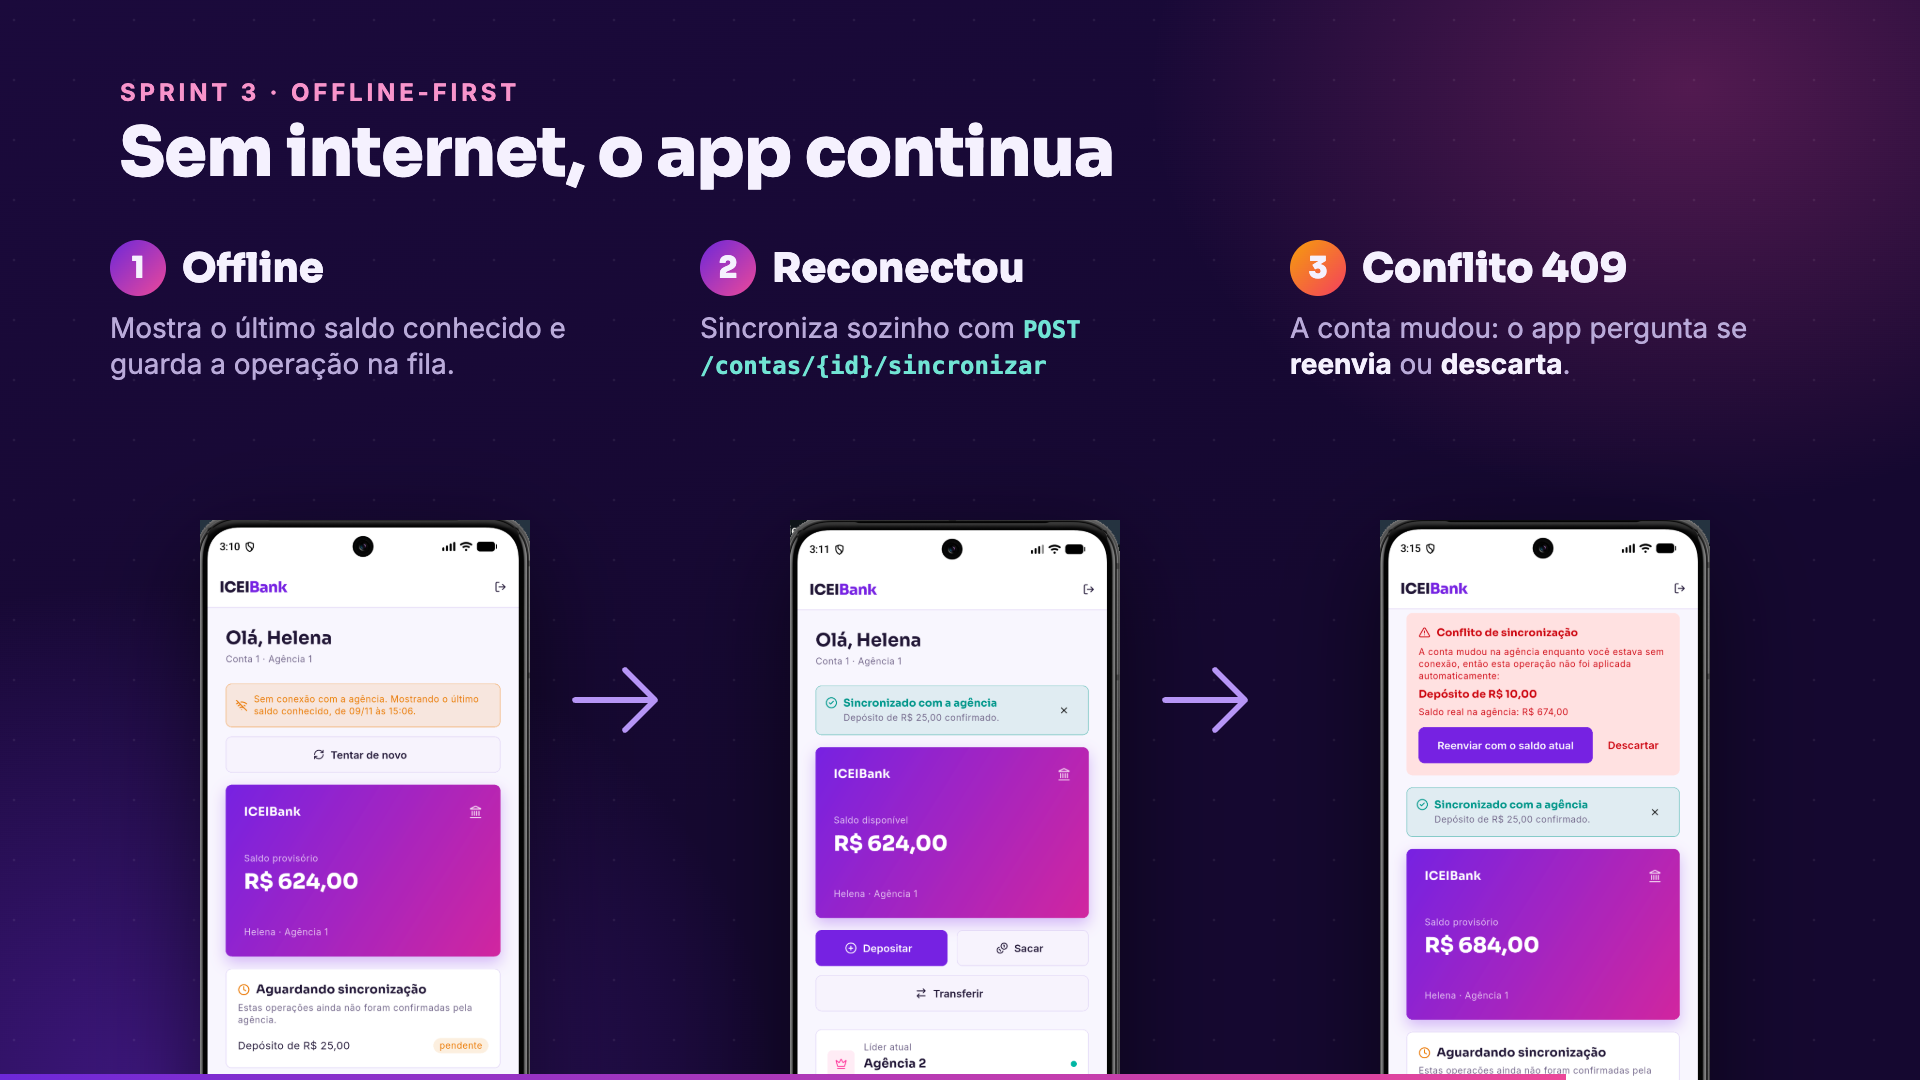 SPRINT 3 · OFFLINE-FIRST
Sem internet, o app continua
1 Offline
Mostra o último saldo conhecido e
guarda a operação na fila.
2 Reconectou
Sincroniza sozinho com POST
/contas/{id}/sincronizar
3 Conflito 409
A conta mudou: o app pergunta se
reenvia ou descarta.
3:10
ICEIBank
Olá, Helena
Conta 1 · Agência 1
Sem conexão com a agência. Mostrando o último
saldo conhecido, de 09/11 às 15:06.
Tentar de novo
ICEIBank
Saldo provisório
R$ 624,00
Helena · Agência 1
Aguardando sincronização
Estas operações ainda não foram confirmadas pela
agência.
Depósito de R$ 25,00 pendente
3:11
ICEIBank
Olá, Helena
Conta 1 · Agência 1
Sincronizado com a agência
Depósito de R$ 25,00 confirmado.
ICEIBank
Saldo disponível
R$ 624,00
Helena · Agência 1
Depositar Sacar
Transferir
Líder atual
Agência 2
3:15
ICEIBank
Conflito de sincronização
A conta mudou na agência enquanto você estava sem
conexão, então esta operação não foi aplicada
automaticamente:
Depósito de R$ 10,00
Saldo real na agência: R$ 674,00
Reenviar com o saldo atual Descartar
Sincronizado com a agência
Depósito de R$ 25,00 confirmado.
ICEIBank
Saldo provisório
R$ 684,00
Helena · Agência 1
Aguardando sincronização
Estas operações ainda não foram confirmadas pela